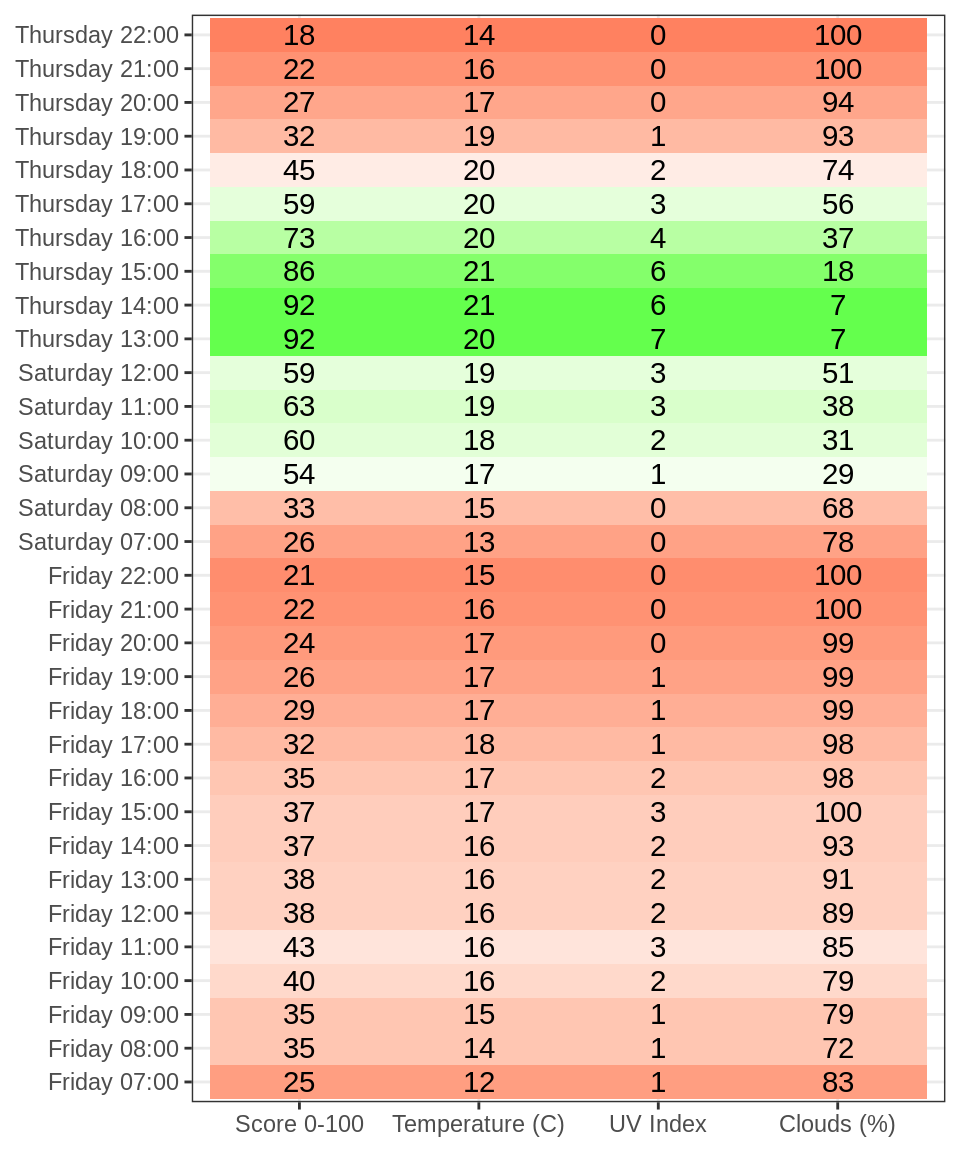 Thursday 22:00 18 14 0 100
Thursday 21:00 22 16 0 100
Thursday 20:00 27 17 0 94
Thursday 19:00 32 19 1 93
Thursday 18:00 45 20 2 74
Thursday 17:00 59 20 3 56
Thursday 16:00 73 20 4 37
Thursday 15:00 86 21 6 18
Thursday 14:00 92 21 6 7
Thursday 13:00 92 20 7 7
Saturday 12:00 59 19 3 51
Saturday 11:00 63 19 3 38
Saturday 10:00 60 18 2 31
Saturday 09:00 54 17 1 29
Saturday 08:00 33 15 0 68
Saturday 07:00 26 13 0 78
Friday 22:00 21 15 0 100
Friday 21:00 22 16 0 100
Friday 20:00 24 17 0 99
Friday 19:00 26 17 1 99
Friday 18:00 29 17 1 99
Friday 17:00 32 18 1 98
Friday 16:00 35 17 2 98
Friday 15:00 37 17 3 100
Friday 14:00 37 16 2 93
Friday 13:00 38 16 2 91
Friday 12:00 38 16 2 89
Friday 11:00 43 16 3 85
Friday 10:00 40 16 2 79
Friday 09:00 35 15 1 79
Friday 08:00 35 14 1 72
Friday 07:00 25 12 1 83
Score 0-100 Temperature (C) UV Index Clouds (%)